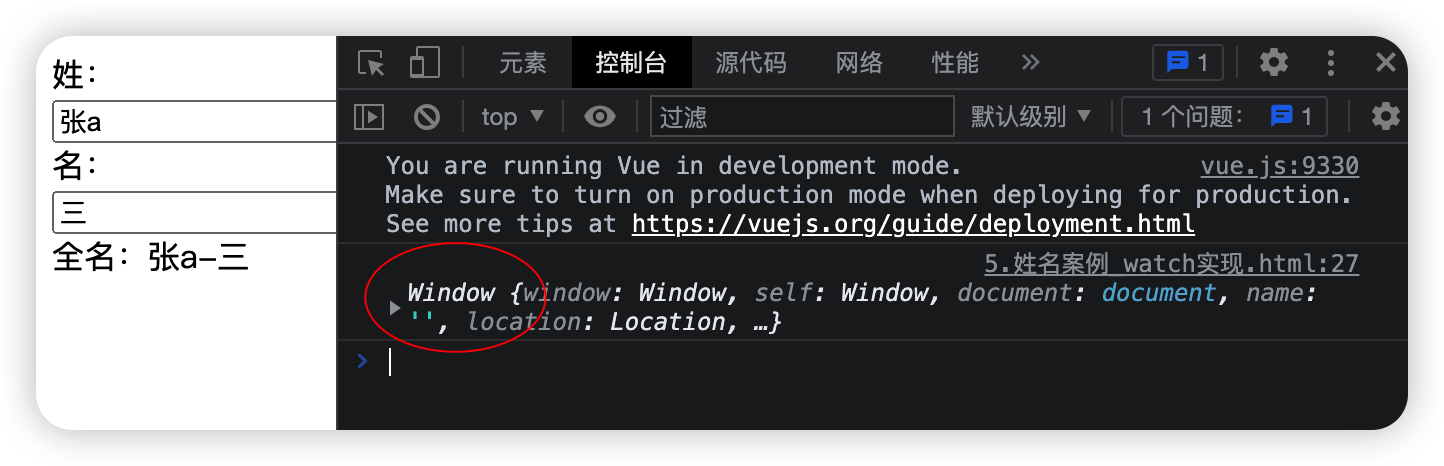 姓：
张a
名：
三
全名：张a-三
元素 控制台 源代码 网络 性能 » 1
top ▼ 过滤 默认级别 ▼ 1 个问题： 1
You are running Vue in development mode. vue.js:9330
Make sure to turn on production mode when deploying for production.
See more tips at https://vuejs.org/guide/deployment.html
5.姓名案例_watch实现.html:27
Window {window: Window, self: Window, document: document, name:
'', location: Location, …}